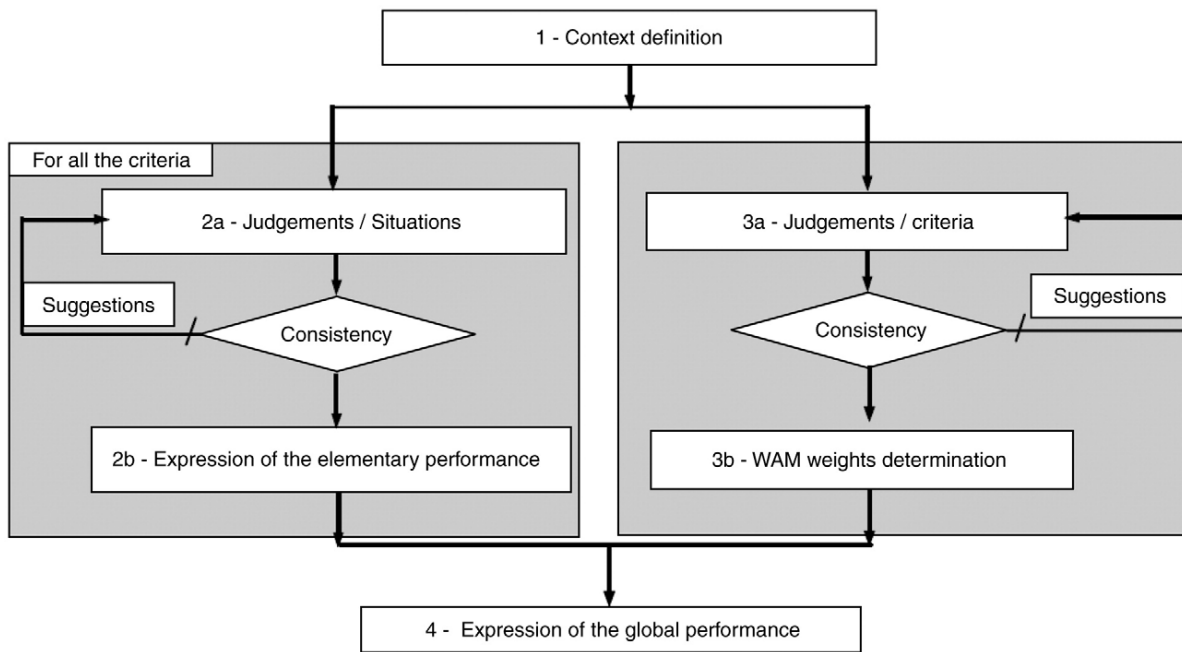 1 - Context definition
For all the criteria
2a - Judgements / Situations
3a - Judgements / criteria
Suggestions
Consistency
Consistency
Suggestions
2b - Expression of the elementary performance
3b - WAM weights determination
4 - Expression of the global performance